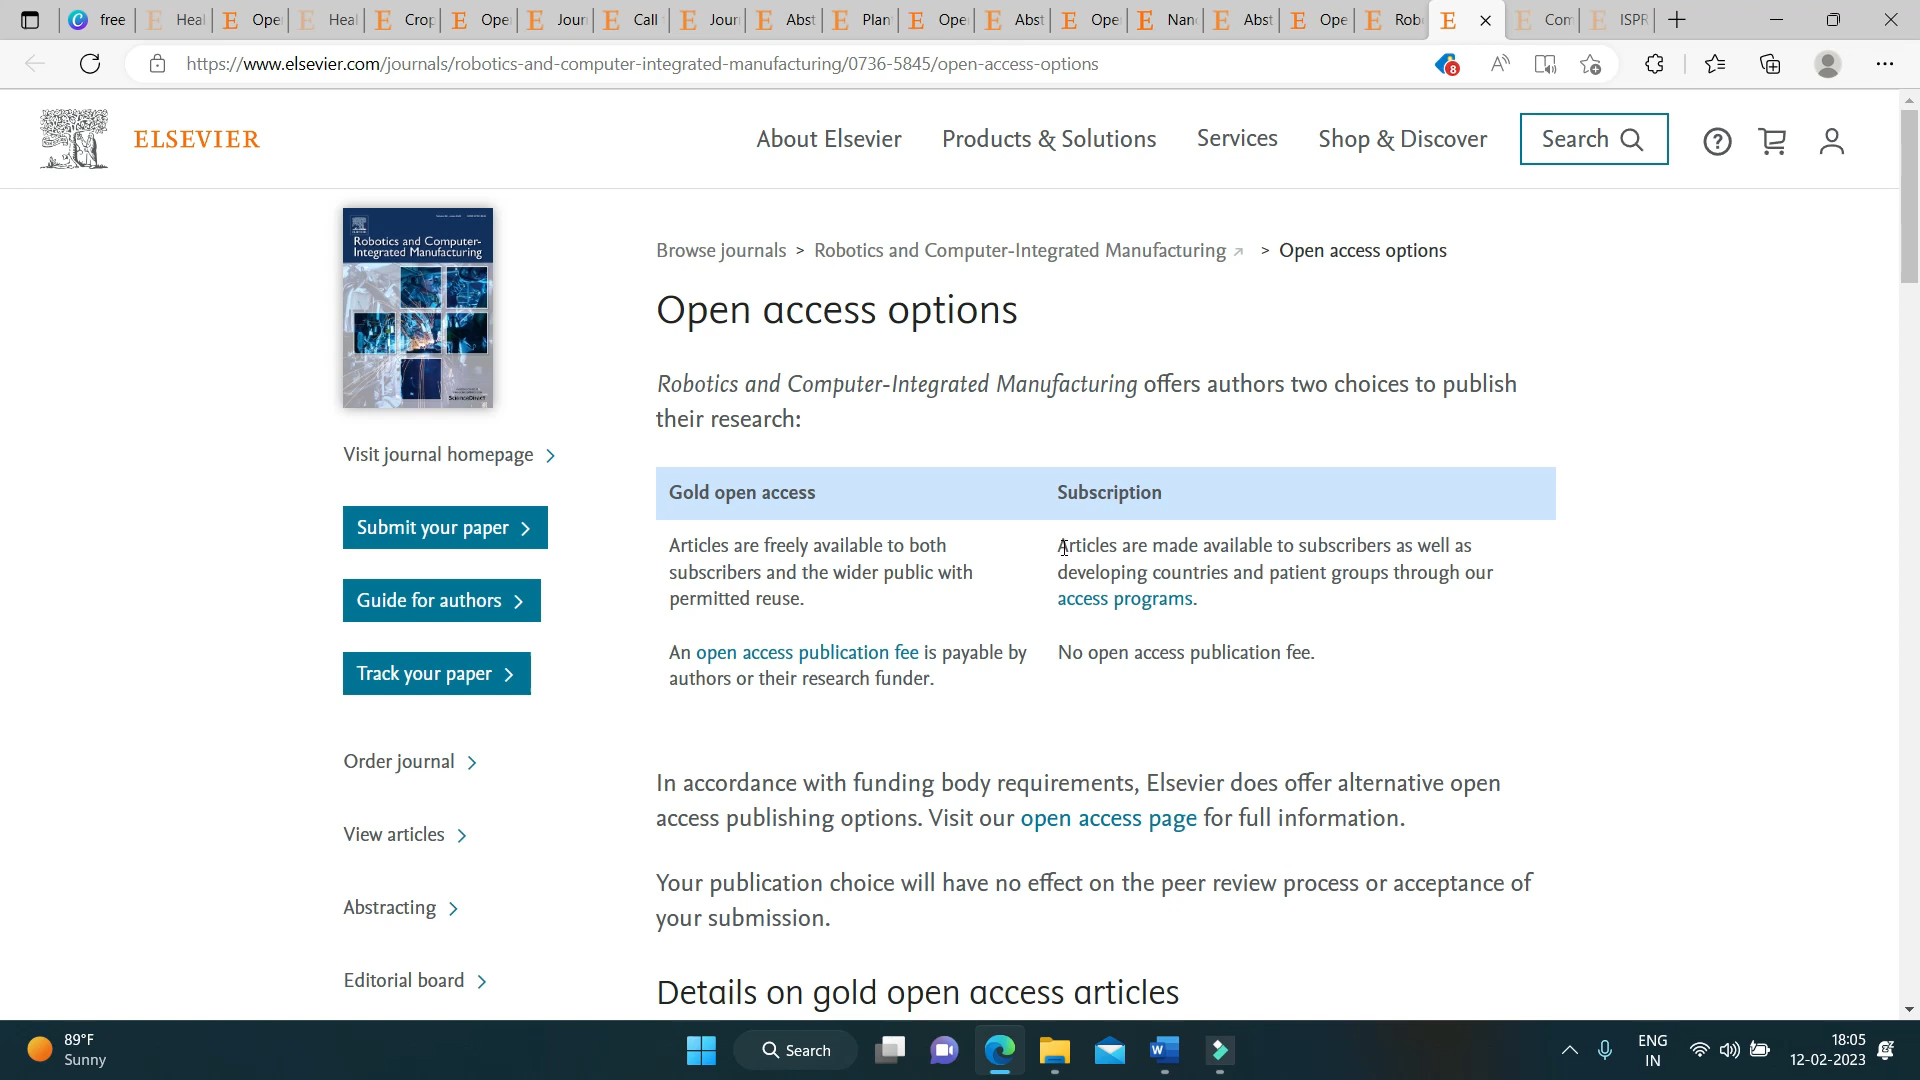 free
Heal
Ope
Heal
Crop
Ope
Jour
Call
Jour
Abst
Plan
Ope
Abst
Ope
Nan
Abst
Ope
Rob
Com
ISPR
https://www.elsevier.com/journals/robotics-and-computer-integrated-manufacturing/0736-5845/open-access-options
8
ELSEVIER
About Elsevier
Products & Solutions
Services
Shop & Discover
Search
Robotics and Computer-
Integrated Manufacturing
ScienceDirect
Browse journals > Robotics and Computer-Integrated Manufacturing > Open access options
Open access options
Robotics and Computer-Integrated Manufacturing offers authors two choices to publish
their research:
Visit journal homepage
Submit your paper
Guide for authors
Track your paper
Order journal
View articles
Abstracting
Editorial board
Gold open access
Articles are freely available to both
subscribers and the wider public with
permitted reuse.
An open access publication fee is payable by
authors or their research funder.
Subscription
Articles are made available to subscribers as well as
developing countries and patient groups through our
access programs.
No open access publication fee.
In accordance with funding body requirements, Elsevier does offer alternative open
access publishing options. Visit our open access page for full information.
Your publication choice will have no effect on the peer review process or acceptance of
your submission.
Details on gold open access articles
89°F
Sunny
Search
ENG
IN
18:05
12-02-2023